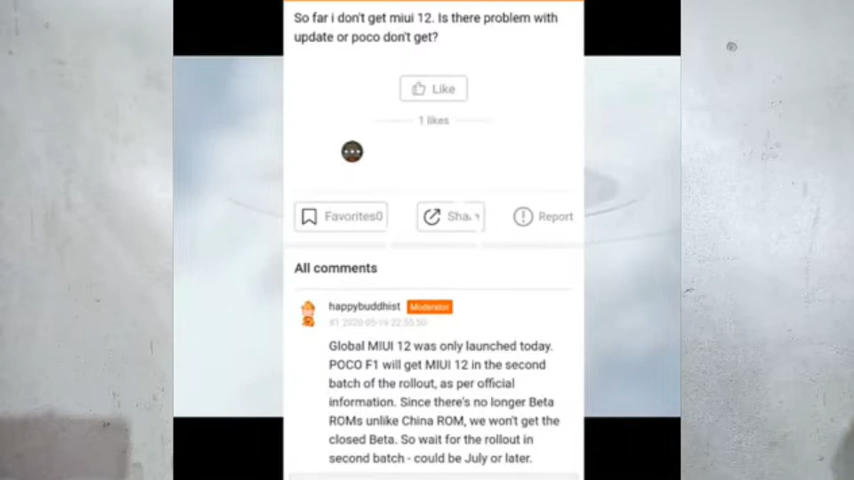 So far i don't get miui 12. Is there problem with
update or poco don't get?
Like
1 likes
Favorites0
Report
All comments
happybuddhist Moderator
#1 2020-05-19 22:55:50
Global MIUI 12 was only launched today.
POCO F1 will get MIUI 12 in the second
batch of the rollout, as per official
information. Since there's no longer Beta
ROMs unlike China ROM, we won't get the
closed Beta. So wait for the rollout in
second batch - could be July or later.